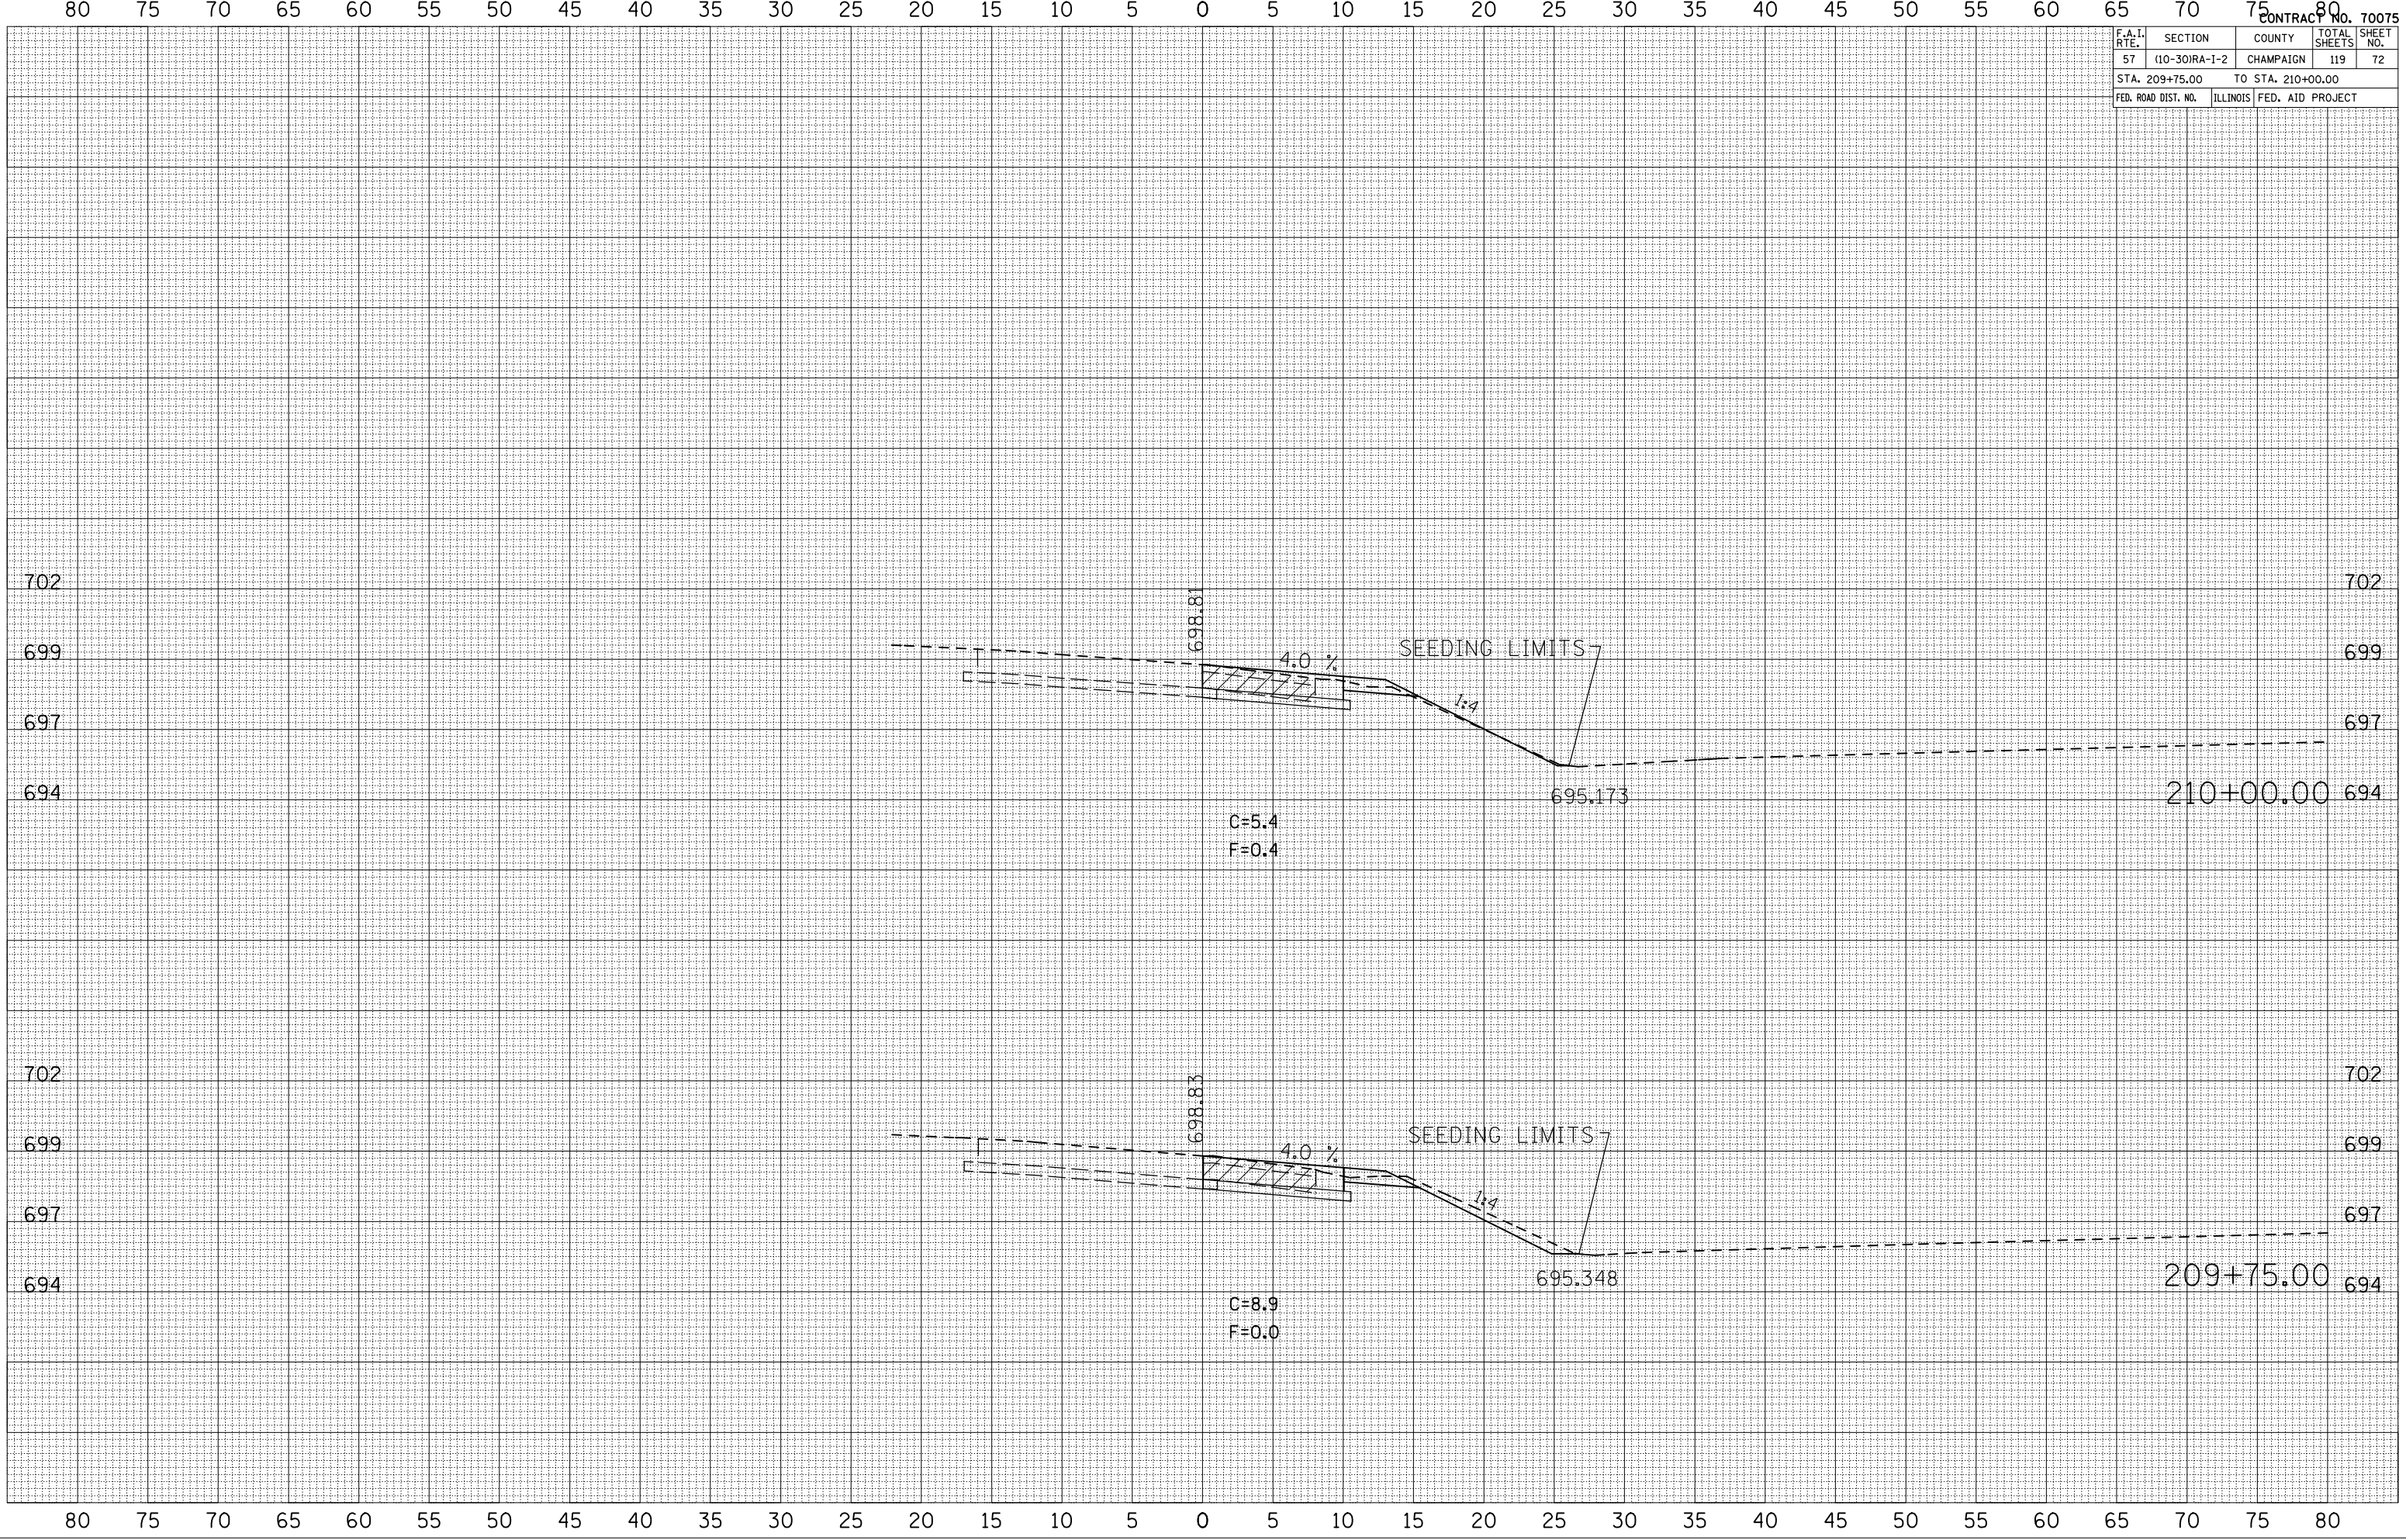 80 75 70 65 60 55 50 45 40 35 30 25 20 15 10 5 0 5 10 15 20 25 30 35 40 45 50 55 60 65 70 75 80
CONTRACT NO. 70075
F.A.I. RTE. SECTION COUNTY TOTAL SHEETS SHEET NO.
57 (10-30)RA-I-2 CHAMPAIGN 119 72
STA. 209+75.00 TO STA. 210+00.00
FED. ROAD DIST. NO. ILLINOIS FED. AID PROJECT
702 702
698.81
SEEDING LIMITS
699 4.0 % 699
1:4
697 697
694 695.173 210+00.00 694
C=5.4
F=0.4
702 702
698.83
SEEDING LIMITS
699 4.0 % 699
1:4
697 697
694 695.348 209+75.00 694
C=8.9
F=0.0
80 75 70 65 60 55 50 45 40 35 30 25 20 15 10 5 0 5 10 15 20 25 30 35 40 45 50 55 60 65 70 75 80